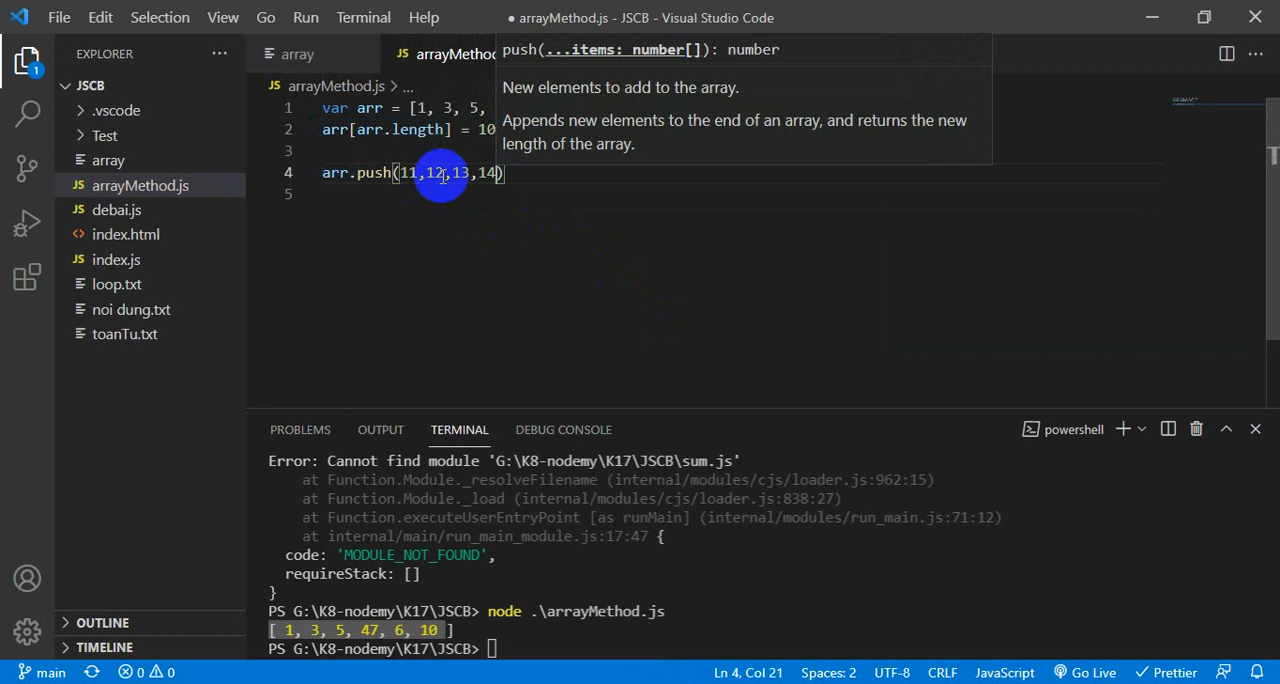 File Edit Selection View Go Run Terminal Help
● arrayMethod.js - JSCB - Visual Studio Code
EXPLORER
1
JSCB
.vscode
Test
array
JS arrayMethod.js
JS debai.js
<> index.html
JS index.js
loop.txt
noi dung.txt
toanTu.txt
OUTLINE
TIMELINE
array
JS arrayMethod
JS arrayMethod.js > ...
push(...items: number[]): number
New elements to add to the array.
Appends new elements to the end of an array, and returns the new
length of the array.
1 var arr = [1, 3, 5,
2 arr[arr.length] = 10
3
4 arr.push(11,12,13,14)
5
PROBLEMS OUTPUT TERMINAL DEBUG CONSOLE
powershell
Error: Cannot find module 'G:\K8-nodemy\K17\JSCB\sum.js'
at Function.Module._resolveFilename (internal/modules/cjs/loader.js:962:15)
at Function.Module._load (internal/modules/cjs/loader.js:838:27)
at Function.executeUserEntryPoint [as runMain] (internal/modules/run_main.js:71:12)
at internal/main/run_main_module.js:17:47 {
code: 'MODULE_NOT_FOUND',
requireStack: []
}
PS G:\K8-nodemy\K17\JSCB> node .\arrayMethod.js
[ 1, 3, 5, 47, 6, 10 ]
PS G:\K8-nodemy\K17\JSCB>
main 0 0 Ln 4, Col 21 Spaces: 2 UTF-8 CRLF JavaScript Go Live Prettier